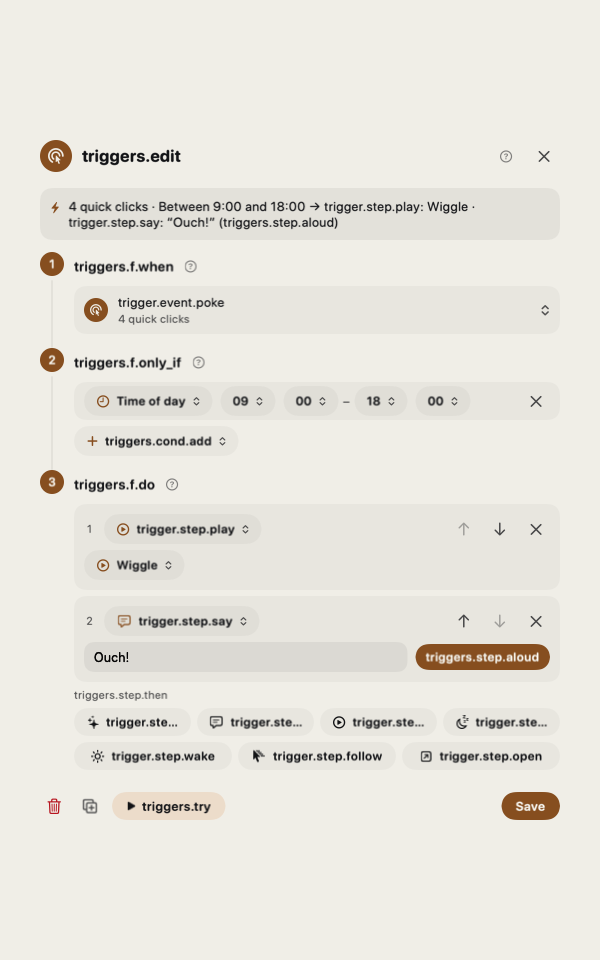 triggers.edit
4 quick clicks · Between 9:00 and 18:00 → trigger.step.play: Wiggle ·
trigger.step.say: “Ouch!” (triggers.step.aloud)
1 triggers.f.when
trigger.event.poke
4 quick clicks
2 triggers.f.only_if
Time of day 09 00 – 18 00
+ triggers.cond.add
3 triggers.f.do
1 trigger.step.play
Wiggle
2 trigger.step.say
Ouch! triggers.step.aloud
triggers.step.then
trigger.ste... trigger.ste... trigger.ste... trigger.ste...
trigger.step.wake trigger.step.follow trigger.step.open
triggers.try Save